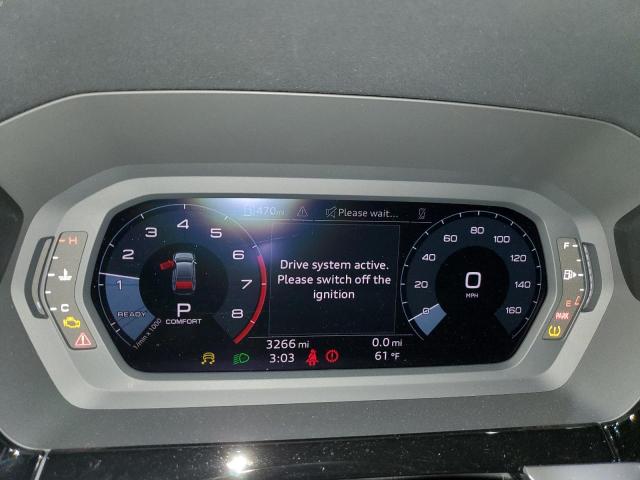 470mi
Please wait...
1 2 3 4 5 6 7 8
READY
1/min x 1000
P
COMFORT
Drive system active.
Please switch off the
ignition
3266 mi
0.0 mi
3:03
61 °F
0 20 40 60 80 100 120 140 160
0
MPH
H
C
F
E
PARK